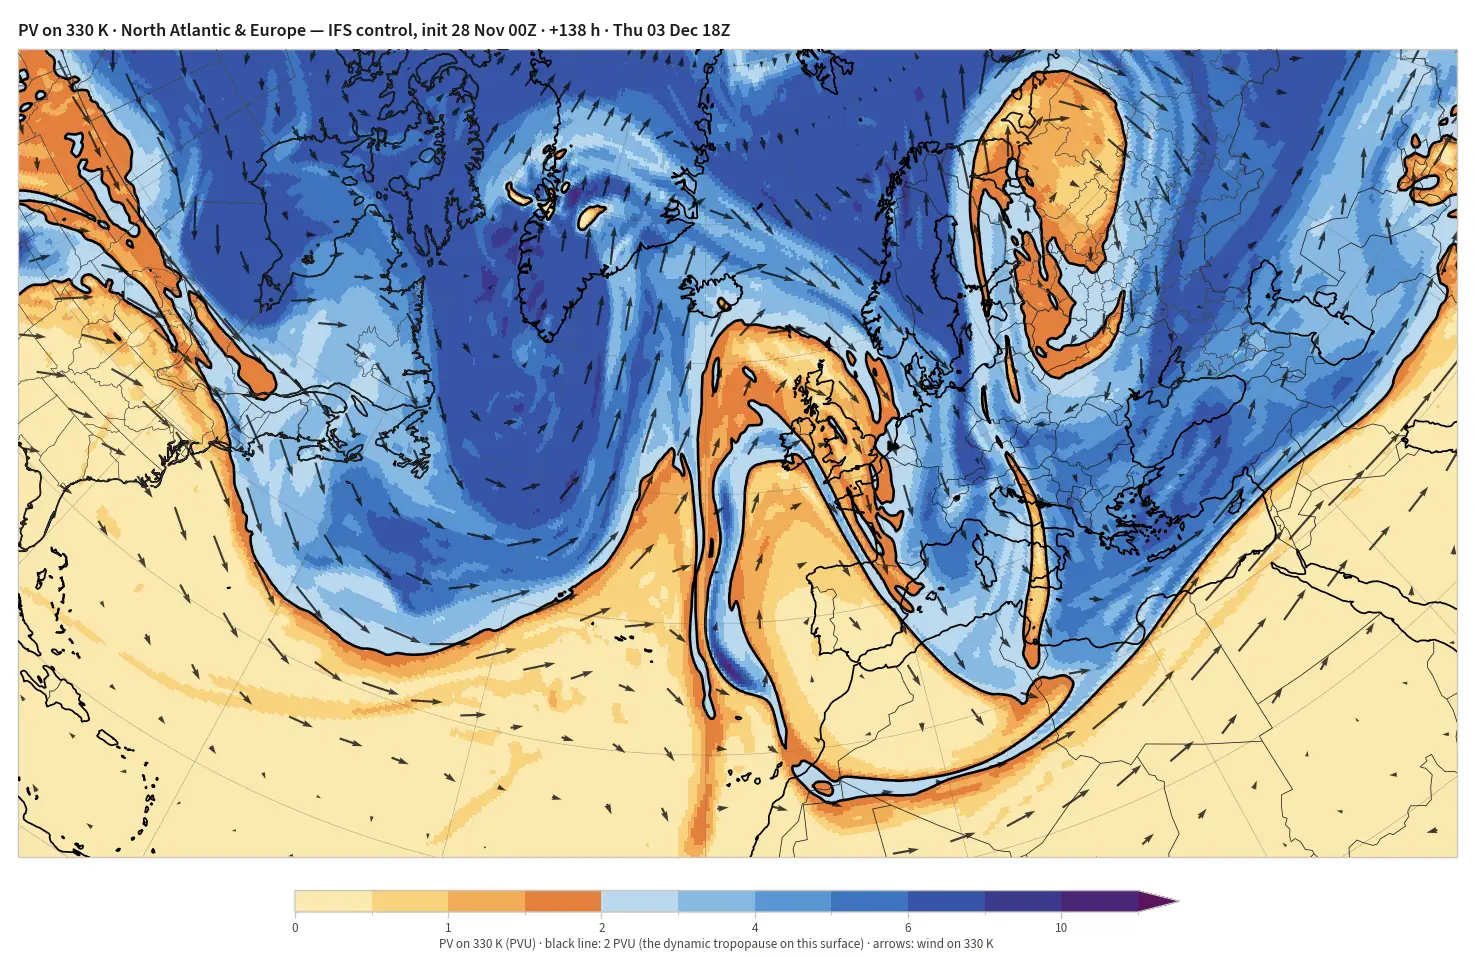 PV on 330 K · North Atlantic & Europe — IFS control, init 28 Nov 00Z · +138 h · Thu 03 Dec 18Z
0 1 2 4 6 10
PV on 330 K (PVU) · black line: 2 PVU (the dynamic tropopause on this surface) · arrows: wind on 330 K